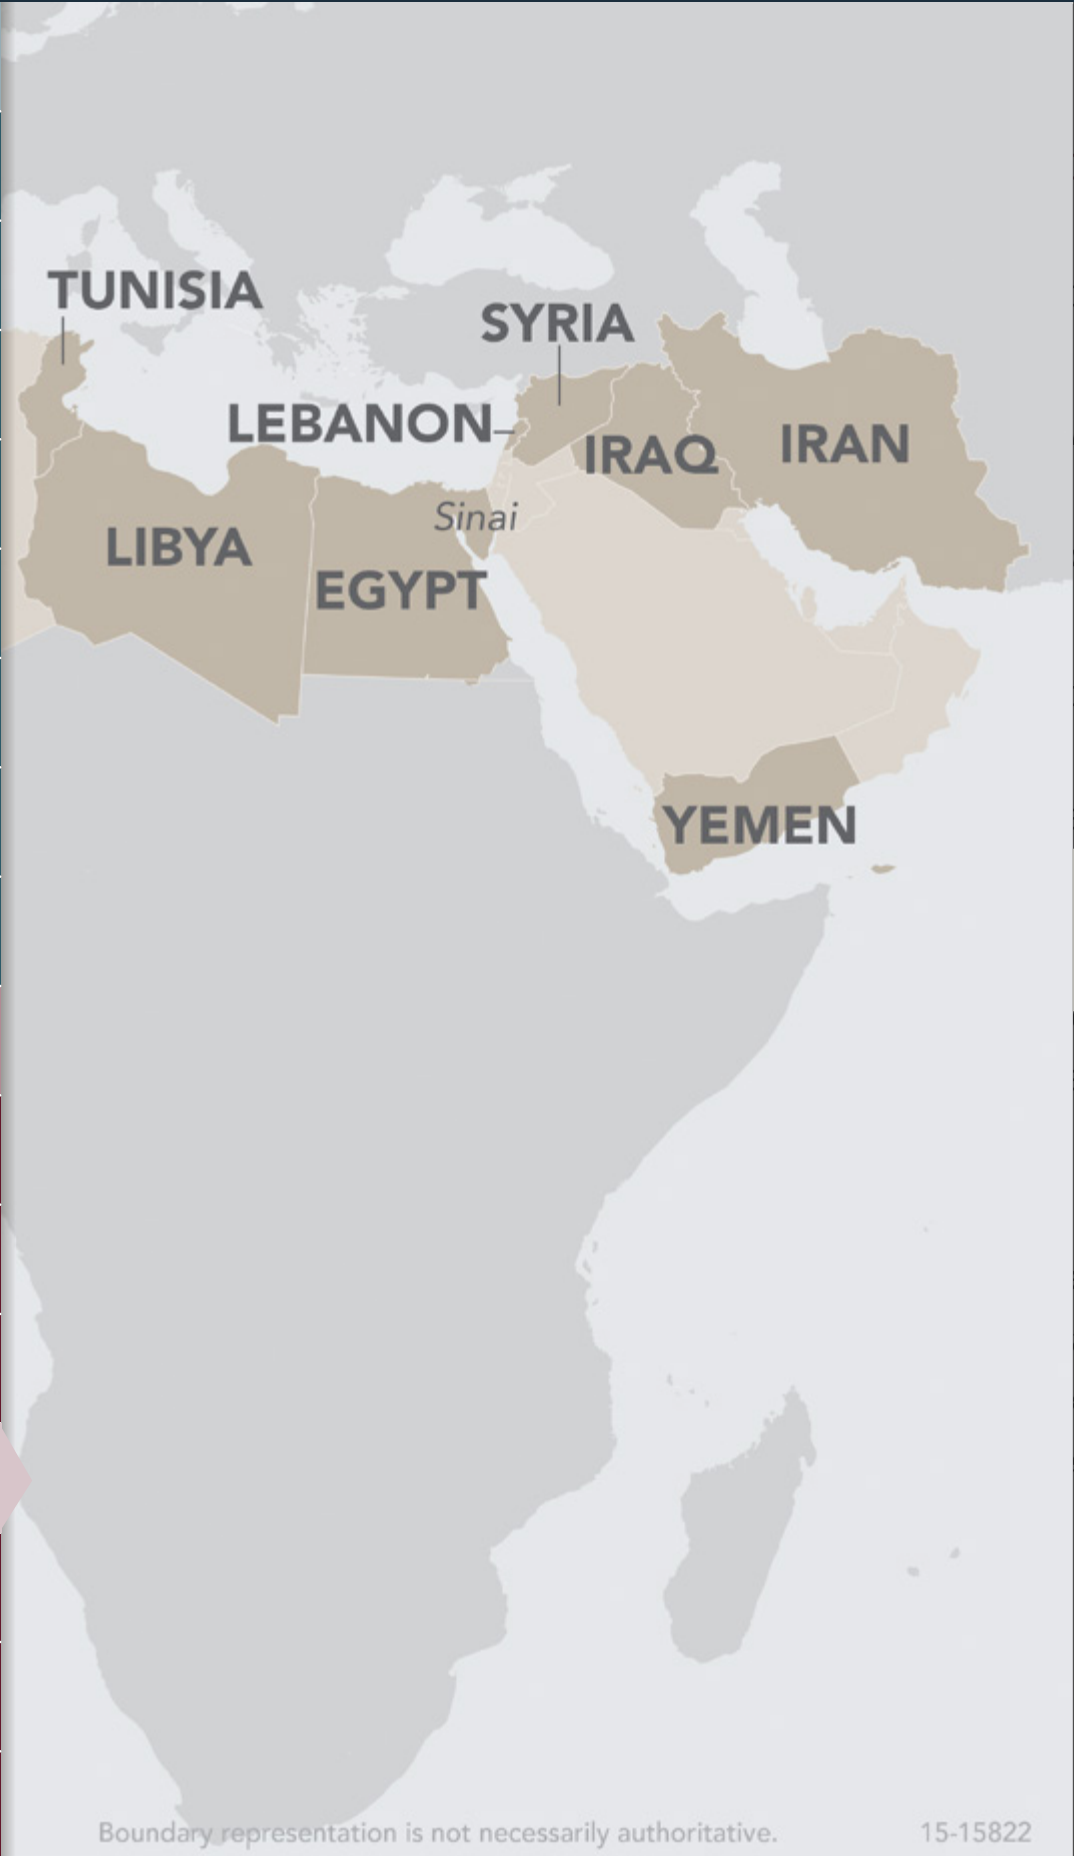 TUNISIA
SYRIA
LEBANON
IRAQ
IRAN
Sinai
LIBYA
EGYPT
YEMEN
Boundary representation is not necessarily authoritative.
15-15822